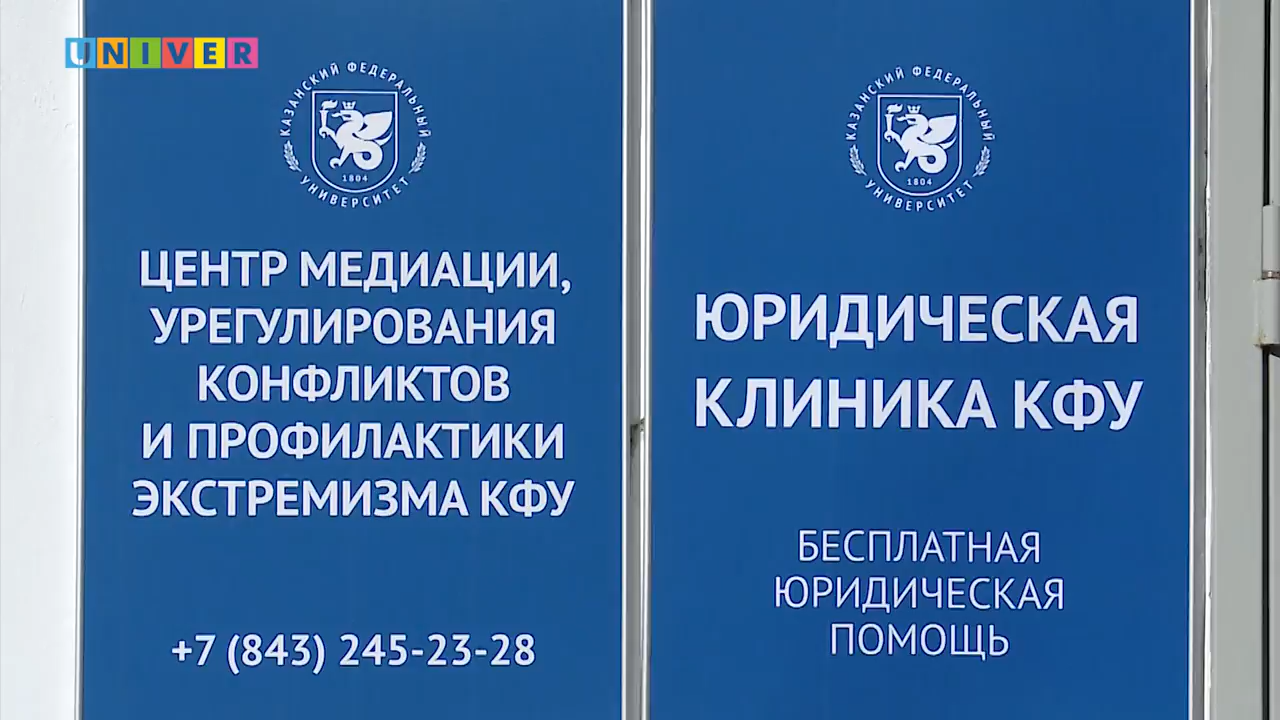 UNIVER
КАЗАНСКИЙ ФЕДЕРАЛЬНЫЙ
1804
УНИВЕРСИТЕТ
ЦЕНТР МЕДИАЦИИ,
УРЕГУЛИРОВАНИЯ
КОНФЛИКТОВ
И ПРОФИЛАКТИКИ
ЭКСТРЕМИЗМА КФУ
+7 (843) 245-23-28
КАЗАНСКИЙ ФЕДЕРАЛЬНЫЙ
1804
УНИВЕРСИТЕТ
ЮРИДИЧЕСКАЯ
КЛИНИКА КФУ
БЕСПЛАТНАЯ
ЮРИДИЧЕСКАЯ
ПОМОЩЬ